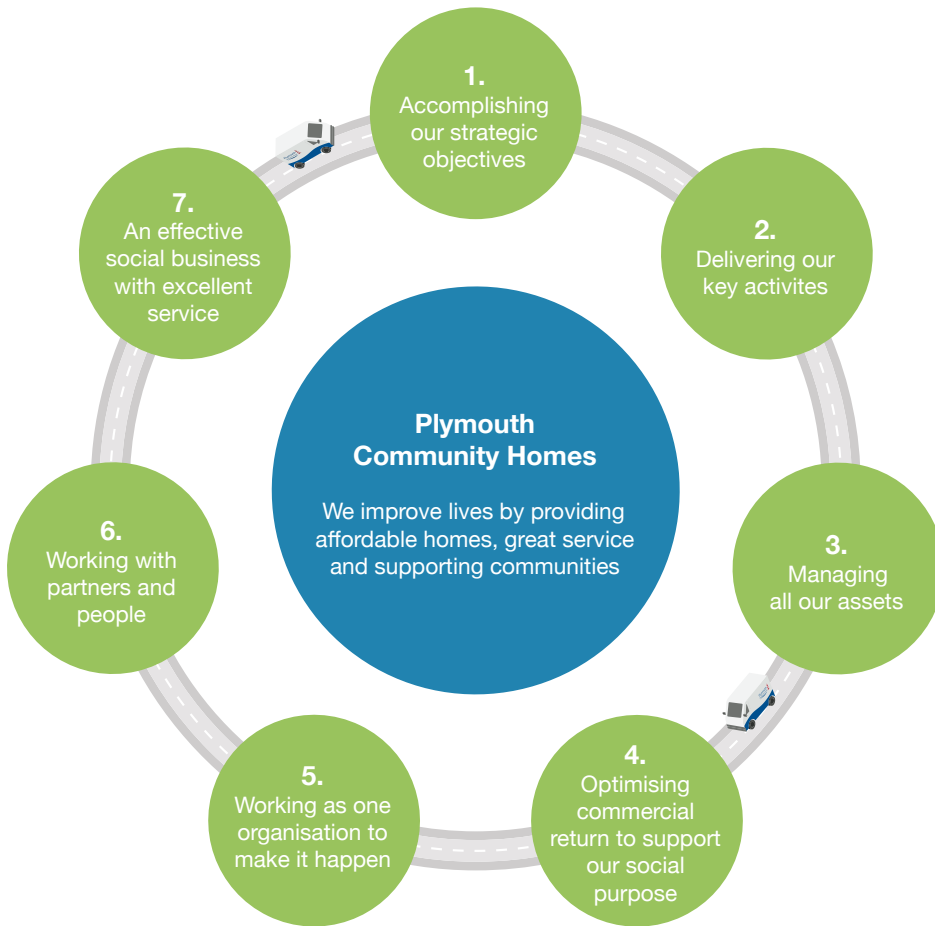 Plymouth
Community Homes
We improve lives by providing
affordable homes, great service
and supporting communities
1.
Accomplishing
our strategic
objectives
2.
Delivering our
key activites
3.
Managing
all our assets
4.
Optimising
commercial
return to support
our social
purpose
5.
Working as one
organisation to
make it happen
6.
Working with
partners and
people
7.
An effective
social business
with excellent
service